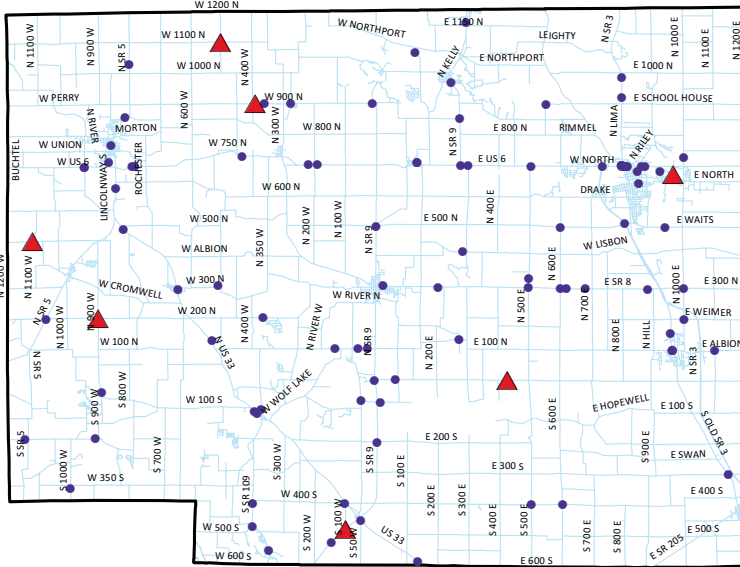 W 1200 N
N 1100 W
N 900 W
N SR 5
W 1100 N
W 1000 N
N 400 W
W NORTHPORT
E 1150 N
N KELLY
E NORTHPORT
LEIGHTY
N SR 3
N 1000 E
N 1100 E
N 1200 E
E 1000 N
W PERRY
N RIVER
N 600 W
W 900 N
N 300 W
E SCHOOL HOUSE
MORTON
W 800 N
N SR 9
E 800 N
RIMMEL
N LIMA
BUCHTEL
W UNION
W US 6
LINCOLNWAY S
ROCHESTER
W 750 N
E US 6
W NORTH
N RILEY
E NORTH
W 600 N
DRAKE
W 500 N
N 200 W
N 100 W
N SR 9
E 500 N
N 400 E
E WAITS
W ALBION
N 350 W
N 600 E
W LISBON
N 1200 W
N 1100 W
W CROMWELL
W 300 N
W RIVER N
N 500 E
N 700 E
E SR 8
N 1000 E
E 300 N
N SR 5
N 1000 W
N 900 W
W 200 N
N 400 W
N RIVER W
E WEIMER
W 100 N
N US 33
N SR 9
N 200 E
E 100 N
N 800 E
N HILL
N SR 3
E ALBION
N SR 5
S 900 W
S 800 W
W 100 S
W WOLF LAKE
S 600 E
E HOPEWELL
E 100 S
S OLD SR 3
S SR 5
S 1000 W
S 700 W
S 300 W
S SR 9
S 100 E
E 200 S
S 900 E
E SWAN
E 300 S
W 350 S
S SR 109
W 400 S
S 100 W
S 200 E
S 300 E
S 400 E
S 500 E
E 400 S
W 500 S
S 200 W
S 50 W
US 33
S 700 E
S 800 E
E 500 S
W 600 S
E 600 S
E SR 205